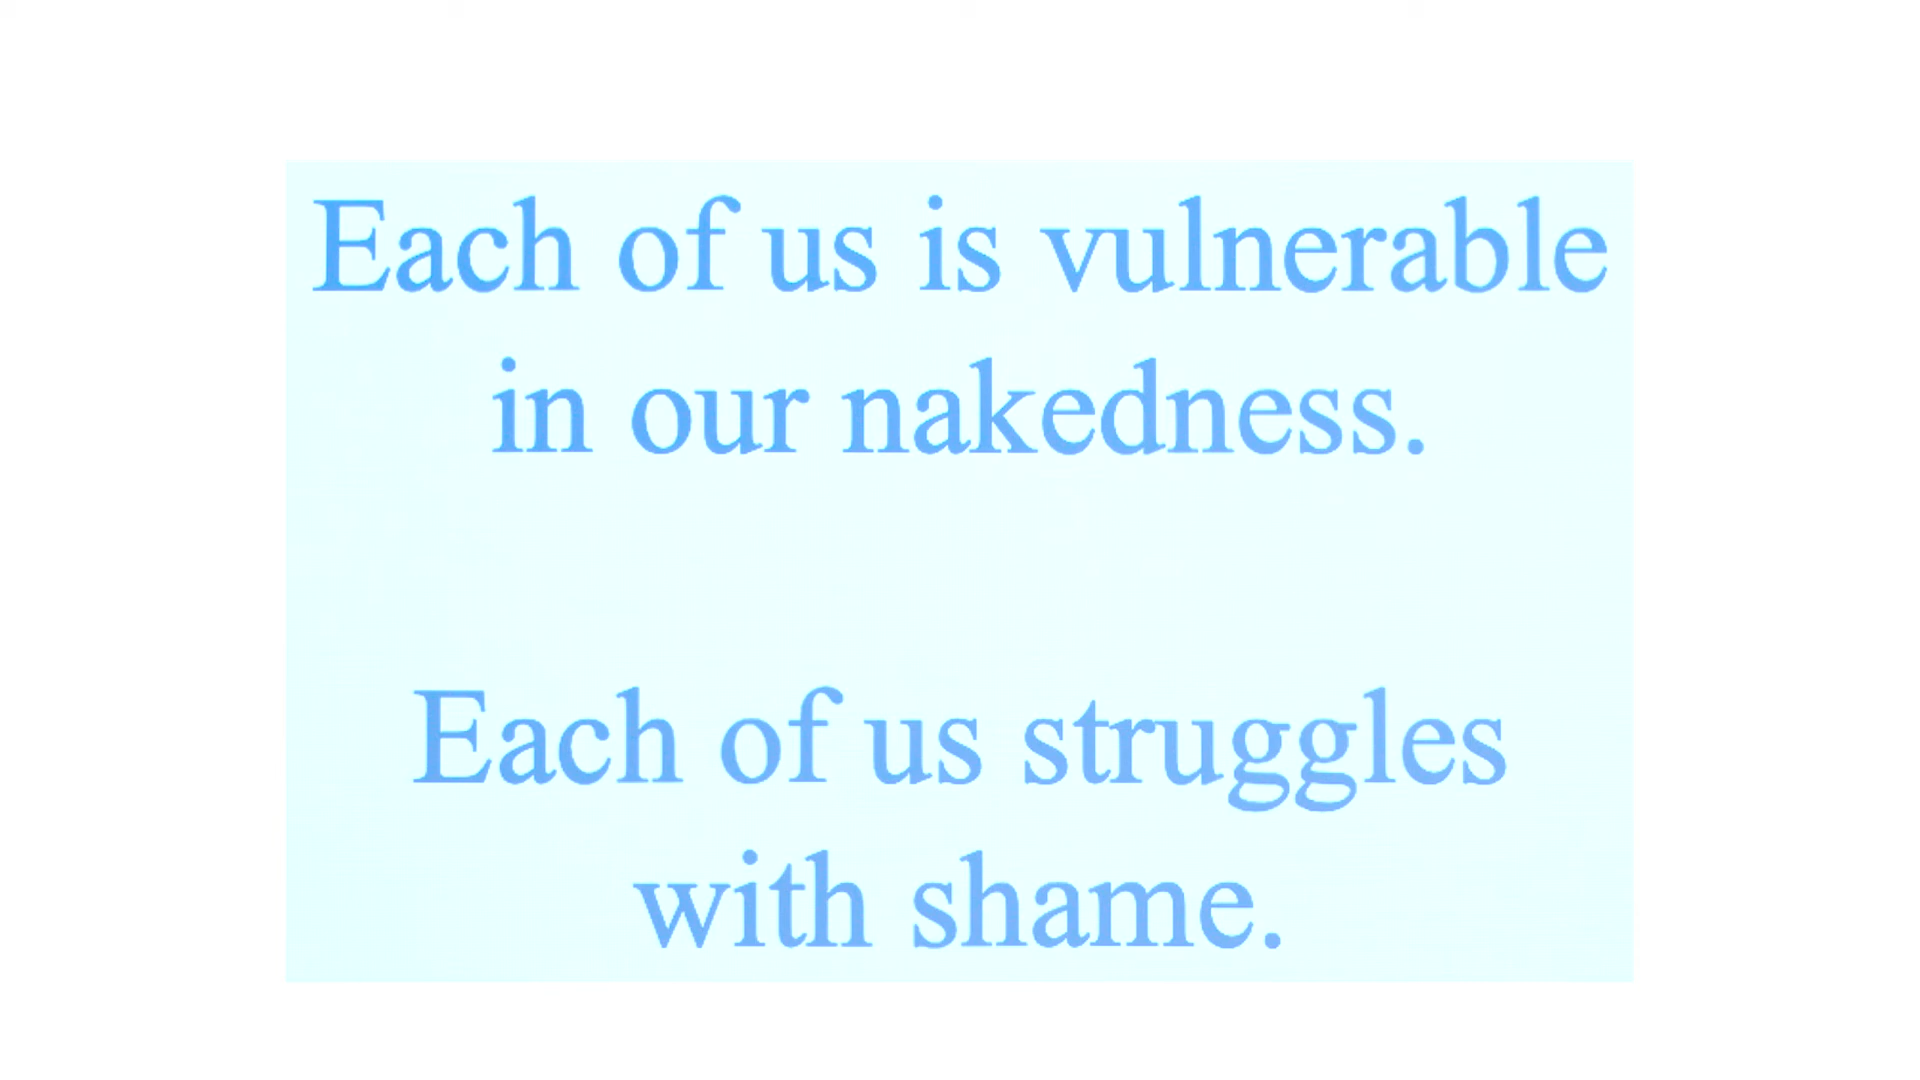 Each of us is vulnerable
in our nakedness.
Each of us struggles
with shame.